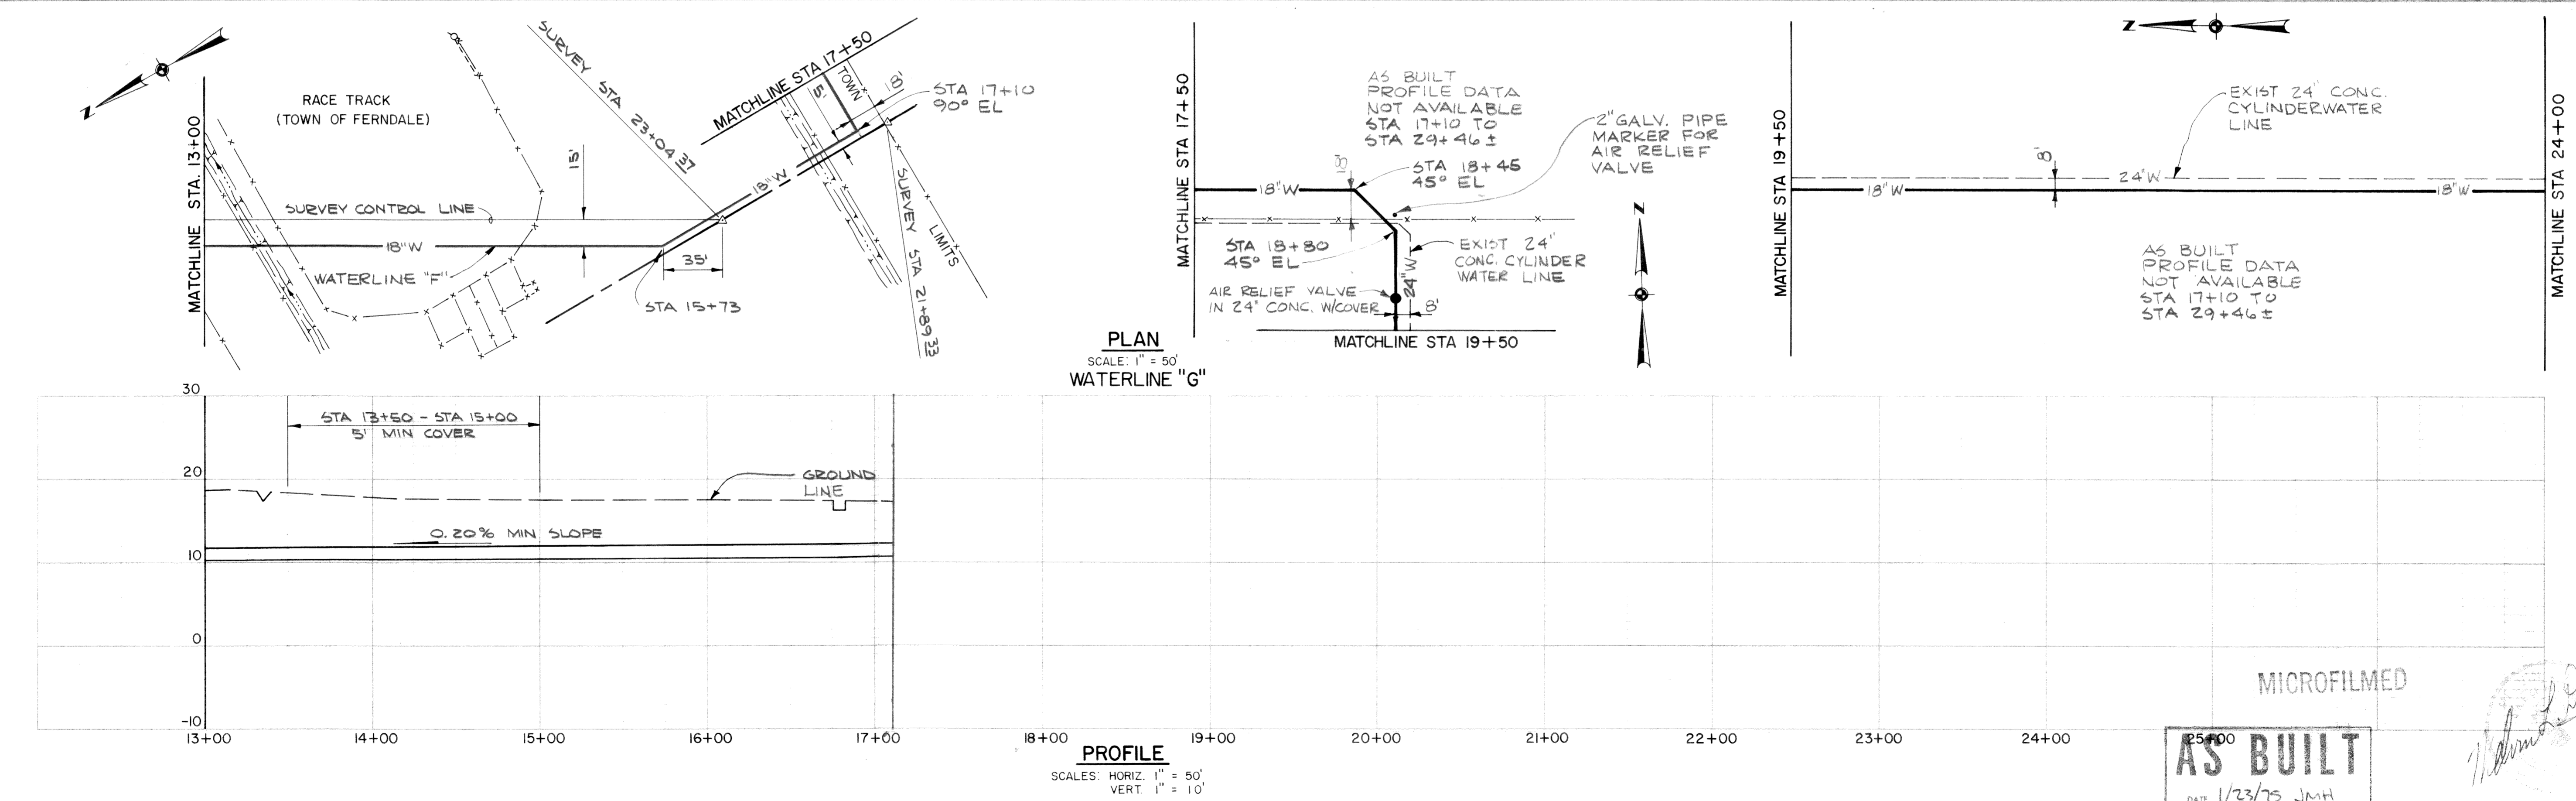 N
RACE TRACK
(TOWN OF FERNDALE)
MATCHLINE STA. 13+00
SURVEY CONTROL LINE
18"W
WATERLINE "F"
15'
35'
STA 15+73
SURVEY STA 23+04 37
MATCHLINE STA 17+50
18"W
5'
TOWN
LIMITS
18'
STA 17+10
90° EL
SURVEY STA 21+89 33
PLAN
SCALE: 1" = 50'
WATERLINE "G"
MATCHLINE STA 17+50
AS BUILT
PROFILE DATA
NOT AVAILABLE
STA 17+10 TO
STA 29+46 ±
18"W
STA 18+45
45° EL
2" GALV. PIPE
MARKER FOR
AIR RELIEF
VALVE
STA 18+80
45° EL
EXIST 24"
CONC. CYLINDER
WATER LINE
24"W
AIR RELIEF VALVE
IN 24" CONC. W/COVER
8'
MATCHLINE STA 19+50
N
MATCHLINE STA 19+50
N
EXIST 24" CONC.
CYLINDERWATER
LINE
8'
24"W
18"W
18"W
AS BUILT
PROFILE DATA
NOT AVAILABLE
STA 17+10 TO
STA 29+46 ±
MATCHLINE STA 24+00
30
20
10
0
-10
STA 13+50 - STA 15+00
5' MIN COVER
GROUND
LINE
0.20% MIN SLOPE
13+00
14+00
15+00
16+00
17+00
18+00
19+00
20+00
21+00
22+00
23+00
24+00
25+00
PROFILE
SCALES: HORIZ. 1" = 50'
VERT. 1" = 10'
MICROFILMED
AS BUILT
DATE 1/23/75 JMH